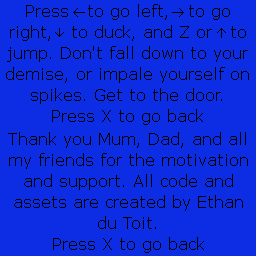 Press ← to go left, → to go
right, ↓ to duck, and Z or ↑ to
jump. Don't fall down to your
demise, or impale yourself on
spikes. Get to the door.
Press X to go back
Thank you Mum, Dad, and all
my friends for the motivation
and support. All code and
assets are created by Ethan
du Toit.
Press X to go back